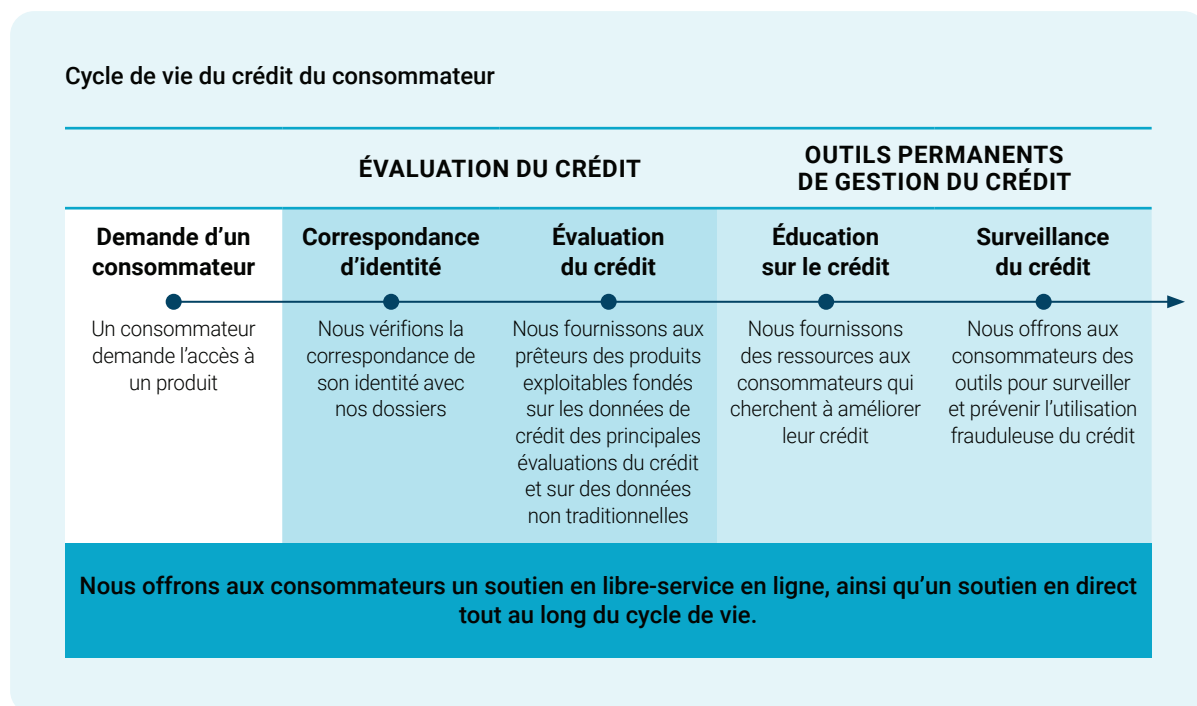 Cycle de vie du crédit du consommateur
ÉVALUATION DU CRÉDIT
OUTILS PERMANENTS
DE GESTION DU CRÉDIT
Demande d’un
consommateur
Un consommateur
demande l’accès à
un produit
Correspondance
d’identité
Nous vérifions la
correspondance de
son identité avec
nos dossiers
Évaluation
du crédit
Nous fournissons aux
prêteurs des produits
exploitables fondés
sur les données de
crédit des principales
évaluations du crédit
et sur des données
non traditionnelles
Éducation
sur le crédit
Nous fournissons
des ressources aux
consommateurs qui
cherchent à améliorer
leur crédit
Surveillance
du crédit
Nous offrons aux
consommateurs des
outils pour surveiller
et prévenir l’utilisation
frauduleuse du crédit
Nous offrons aux consommateurs un soutien en libre-service en ligne, ainsi qu’un soutien en direct
tout au long du cycle de vie.